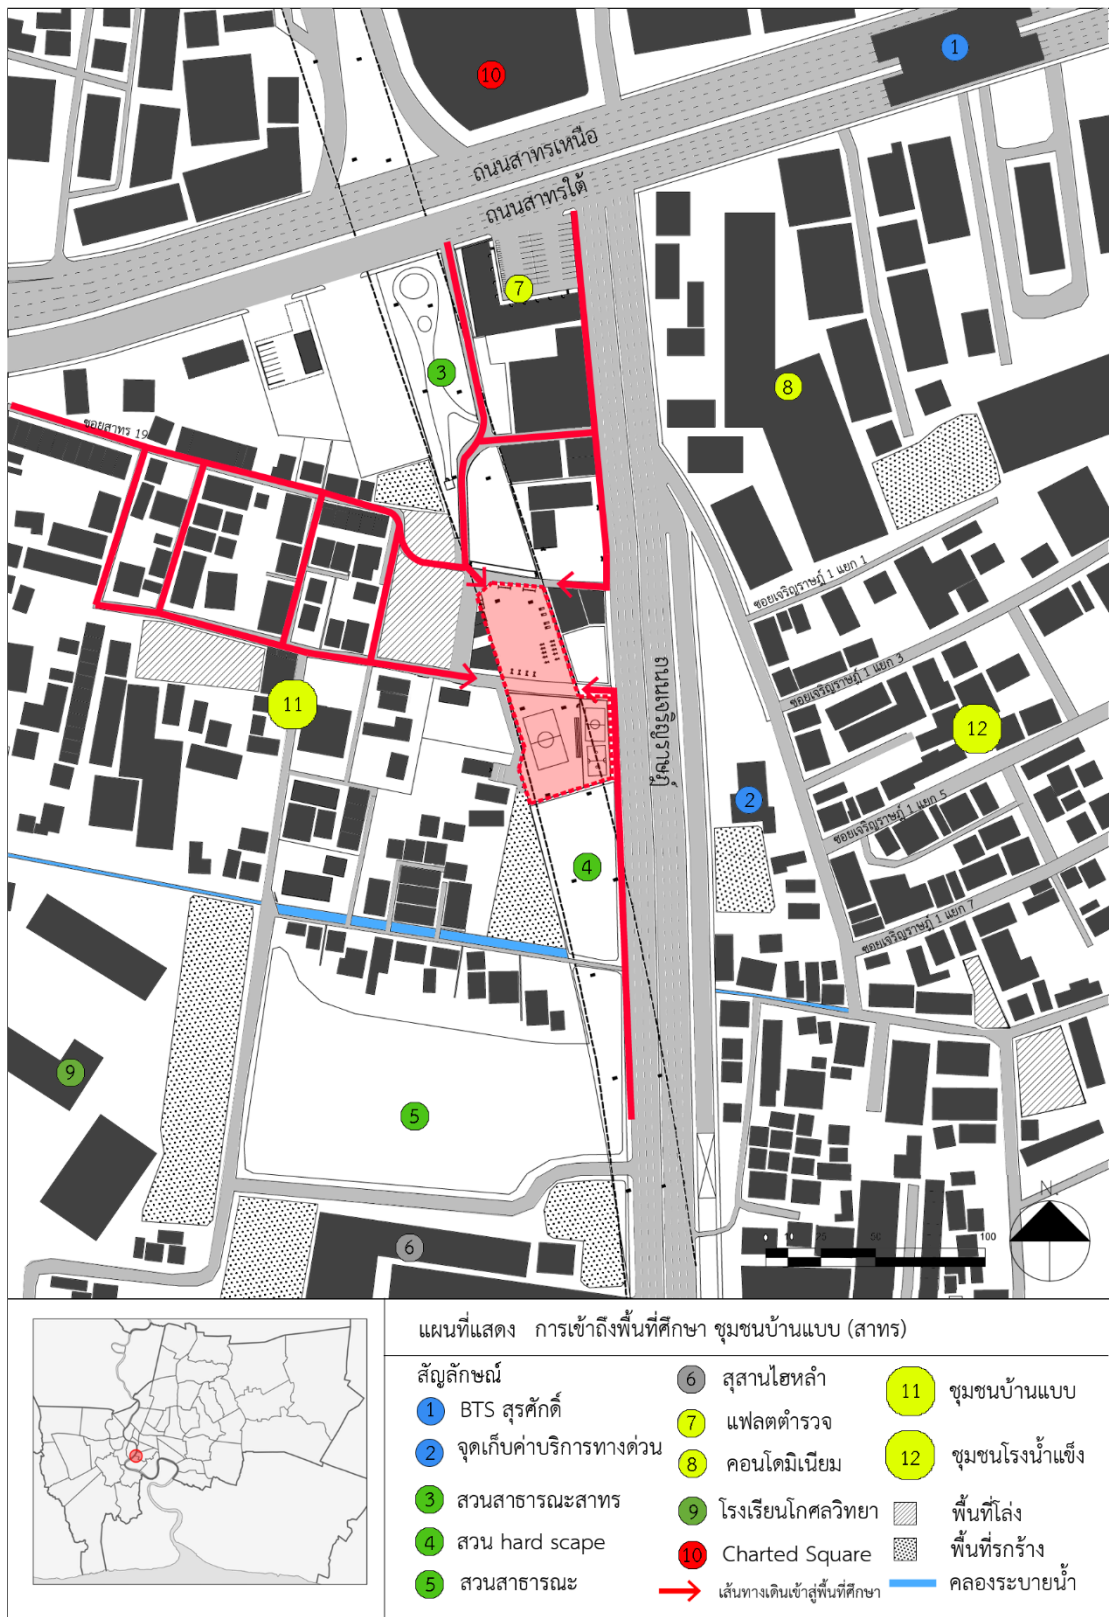 1
10
ถนนสาทรเหนือ
ถนนสาทรใต้
7
3
8
ซอยสาทร 19
ซอยเจริญราษฎ์ 1 แยก 1
ซอยเจริญราษฎ์ 1 แยก 3
ถนนเจริญราษฎ์
11
12
2
ซอยเจริญราษฎ์ 1 แยก 5
4
ซอยเจริญราษฎ์ 1 แยก 7
9
5
N
6
0 10 25 50 100
แผนที่แสดง การเข้าถึงพื้นที่ศึกษา ชุมชนบ้านแบบ (สาทร)
สัญลักษณ์
1 BTS สุรศักดิ์
2 จุดเก็บค่าบริการทางด่วน
3 สวนสาธารณะสาทร
4 สวน hard scape
5 สวนสาธารณะ
6 สุสานไฮหลำ
7 แฟลตตำรวจ
8 คอนโดมิเนียม
9 โรงเรียนโกศลวิทยา
10 Charted Square
เส้นทางเดินเข้าสู่พื้นที่ศึกษา
11 ชุมชนบ้านแบบ
12 ชุมชนโรงน้ำแข็ง
พื้นที่โล่ง
พื้นที่รกร้าง
คลองระบายน้ำ